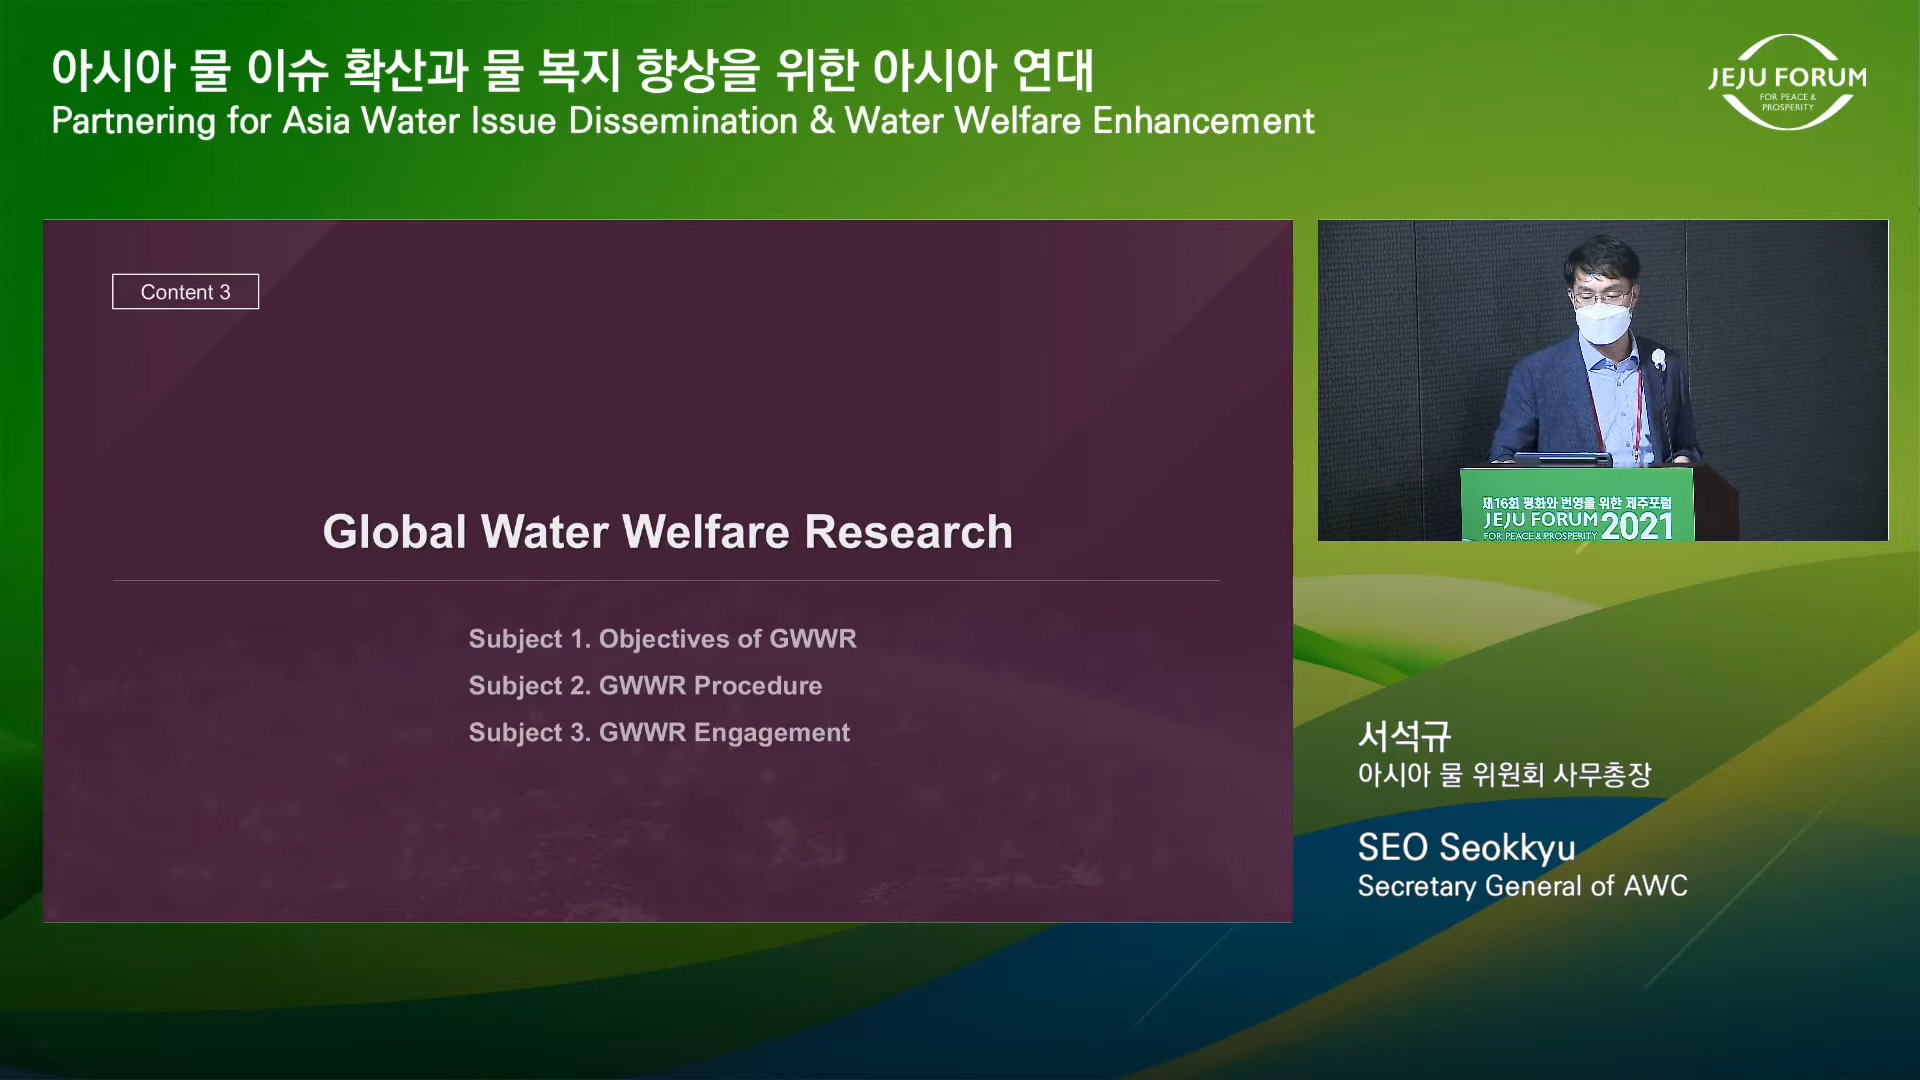 아시아 물 이슈 확산과 물 복지 향상을 위한 아시아 연대
Partnering for Asia Water Issue Dissemination & Water Welfare Enhancement
JEJU FORUM
FOR PEACE &
PROSPERITY
Content 3
Global Water Welfare Research
Subject 1. Objectives of GWWR
Subject 2. GWWR Procedure
Subject 3. GWWR Engagement
제16회 평화와 번영을 위한 제주포럼
JEJU FORUM 2021
FOR PEACE & PROSPERITY
서석규
아시아 물 위원회 사무총장
SEO Seokkyu
Secretary General of AWC